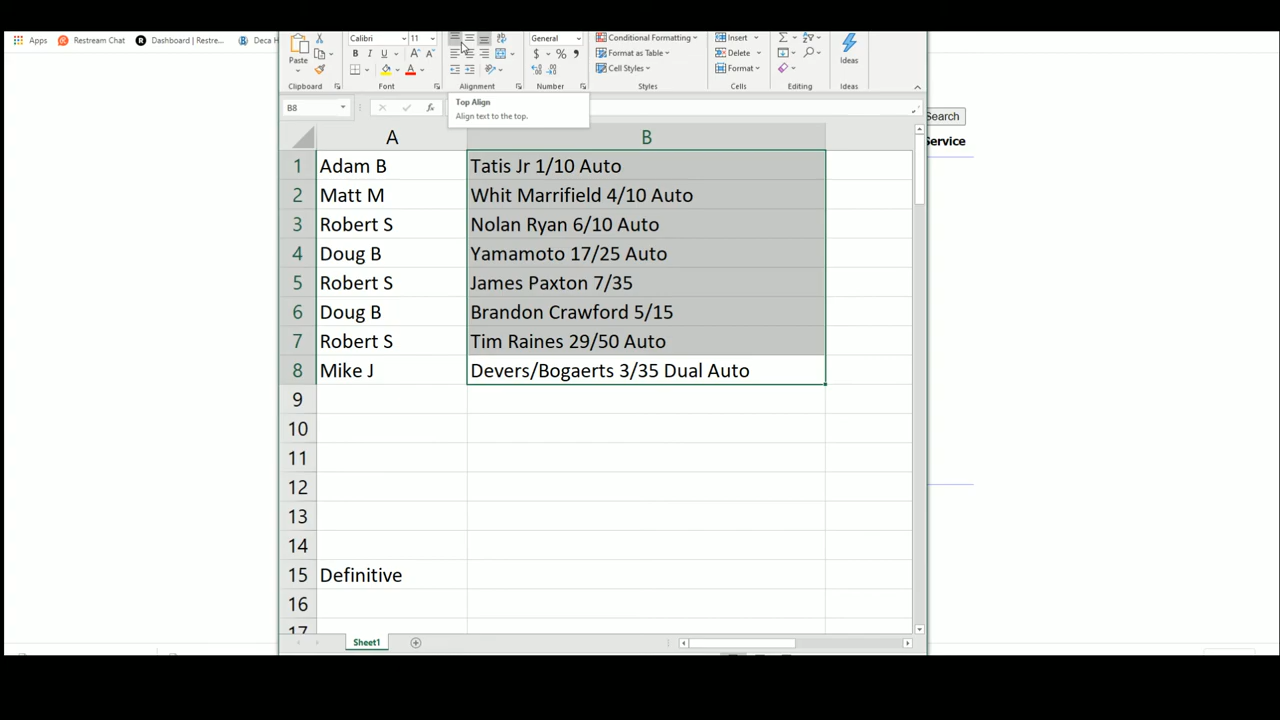 Apps Restream Chat Dashboard | Restre... Deca H
Calibri 11 General Conditional Formatting Insert
Paste B I U $ % , Format as Table Delete Ideas
Cell Styles Format
Clipboard Font Alignment Number Styles Cells Editing Ideas
B8 fx
Top Align
Align text to the top.
Search
Service
A B
1 Adam B Tatis Jr 1/10 Auto
2 Matt M Whit Marrifield 4/10 Auto
3 Robert S Nolan Ryan 6/10 Auto
4 Doug B Yamamoto 17/25 Auto
5 Robert S James Paxton 7/35
6 Doug B Brandon Crawford 5/15
7 Robert S Tim Raines 29/50 Auto
8 Mike J Devers/Bogaerts 3/35 Dual Auto
9
10
11
12
13
14
15 Definitive
16
17
Sheet1